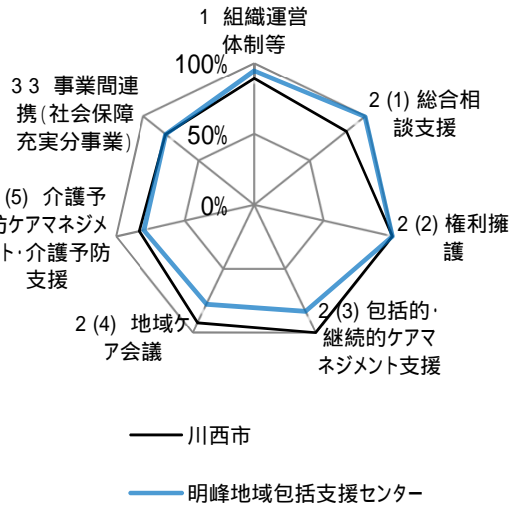 1 組織運営
体制等
100%
50%
0%
2 (1) 総合相
談支援
2 (2) 権利擁
護
2 (3) 包括的・
継続的ケアマ
ネジメント支援
2 (4) 地域ケ
ア会議
(5) 介護予
防ケアマネジメ
ト・介護予防
支援
3 3 事業間連
携(社会保障
充実分事業)
川西市
明峰地域包括支援センター